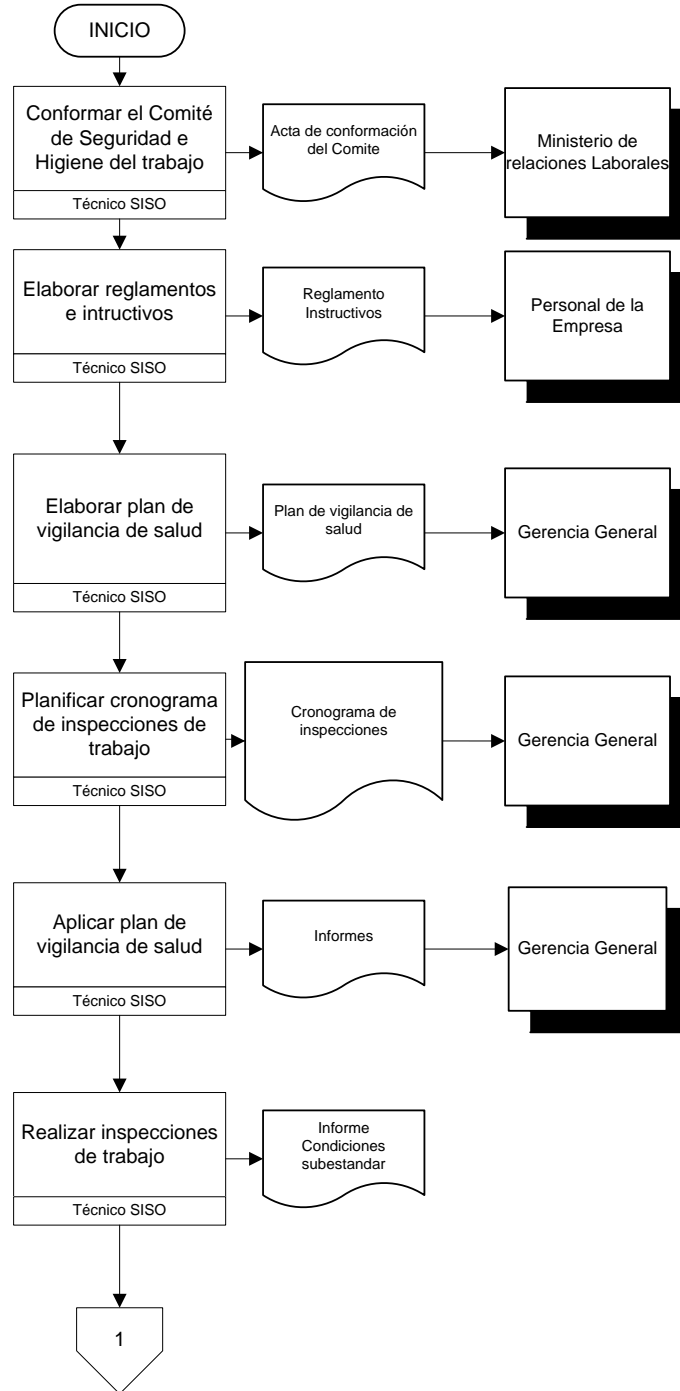 INICIO
Conformar el Comité
de Seguridad e
Higiene del trabajo
Técnico SISO
Acta de conformación
del Comite
Ministerio de
relaciones Laborales
Elaborar reglamentos
e intructivos
Técnico SISO
Reglamento
Instructivos
Personal de la
Empresa
Elaborar plan de
vigilancia de salud
Técnico SISO
Plan de vigilancia de
salud
Gerencia General
Planificar cronograma
de inspecciones de
trabajo
Técnico SISO
Cronograma de
inspecciones
Gerencia General
Aplicar plan de
vigilancia de salud
Técnico SISO
Informes
Gerencia General
Realizar inspecciones
de trabajo
Técnico SISO
Informe
Condiciones
subestandar
1